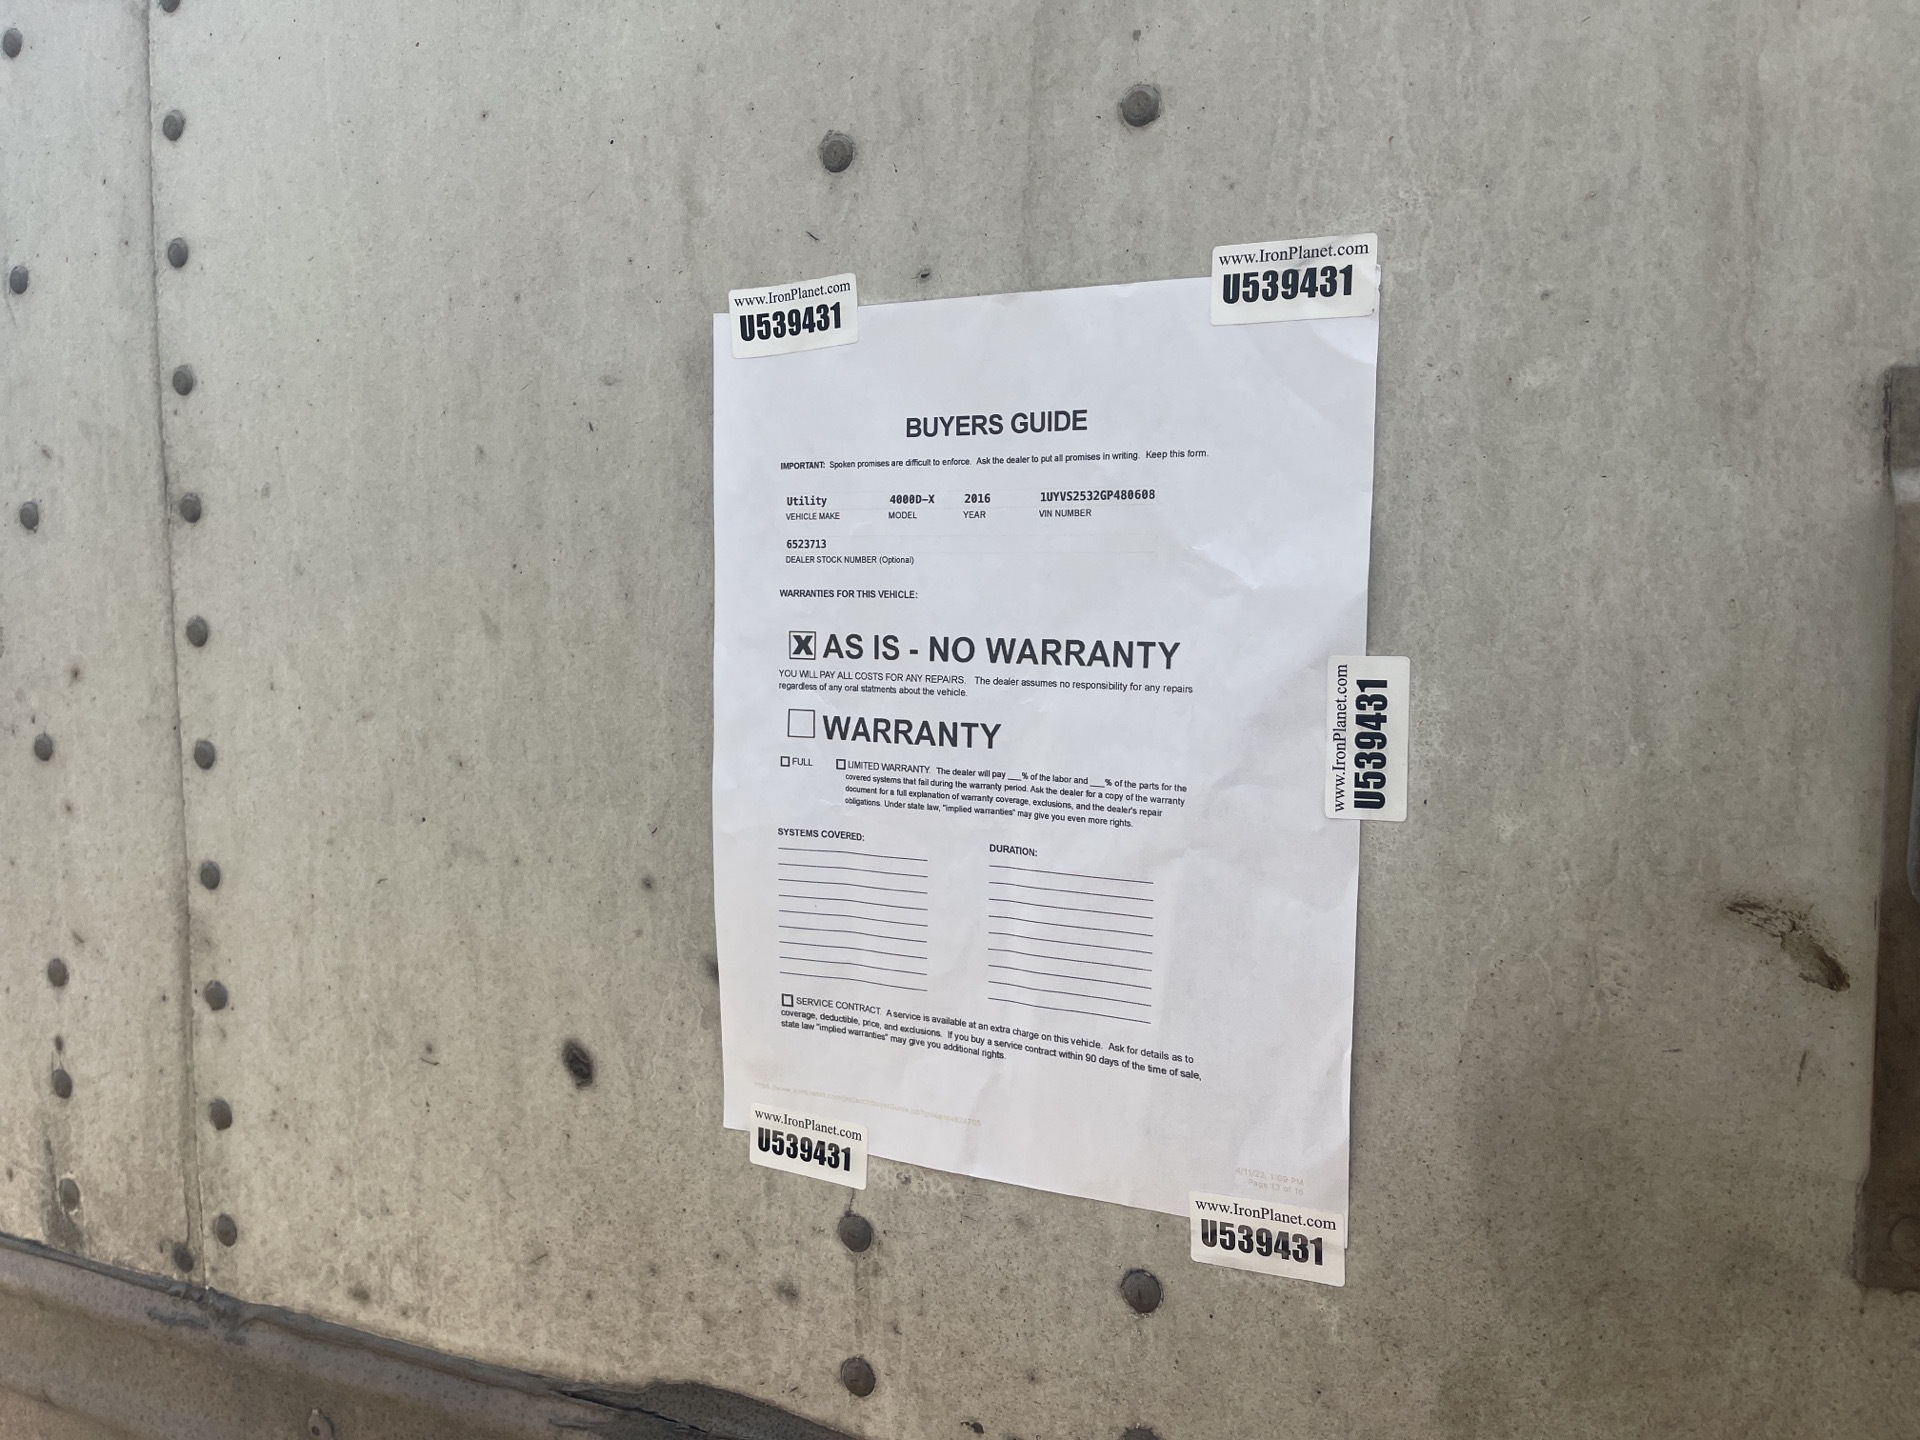 www.IronPlanet.com
U539431
www.IronPlanet.com
U539431
BUYERS GUIDE
IMPORTANT: Spoken promises are difficult to enforce. Ask the dealer to put all promises in writing. Keep this form.
Utility 4000D-X 2016 1UYVS2532GP480608
VEHICLE MAKE MODEL YEAR VIN NUMBER
6523713
DEALER STOCK NUMBER (Optional)
WARRANTIES FOR THIS VEHICLE:
X AS IS - NO WARRANTY
YOU WILL PAY ALL COSTS FOR ANY REPAIRS. The dealer assumes no responsibility for any repairs
regardless of any oral statments about the vehicle.
WARRANTY
FULL
LIMITED WARRANTY. The dealer will pay ___% of the labor and ___% of the parts for the
covered systems that fail during the warranty period. Ask the dealer for a copy of the warranty
document for a full explanation of warranty coverage, exclusions, and the dealer's repair
obligations. Under state law, "implied warranties" may give you even more rights.
SYSTEMS COVERED: DURATION:
SERVICE CONTRACT. A service is available at an extra charge on this vehicle. Ask for details as to
coverage, deductible, price, and exclusions. If you buy a service contract within 90 days of the time of sale,
state law "implied warranties" may give you additional rights.
4/11/23, 1:09 PM
Page 13 of 16
www.IronPlanet.com
U539431
www.IronPlanet.com
U539431
www.IronPlanet.com
U539431